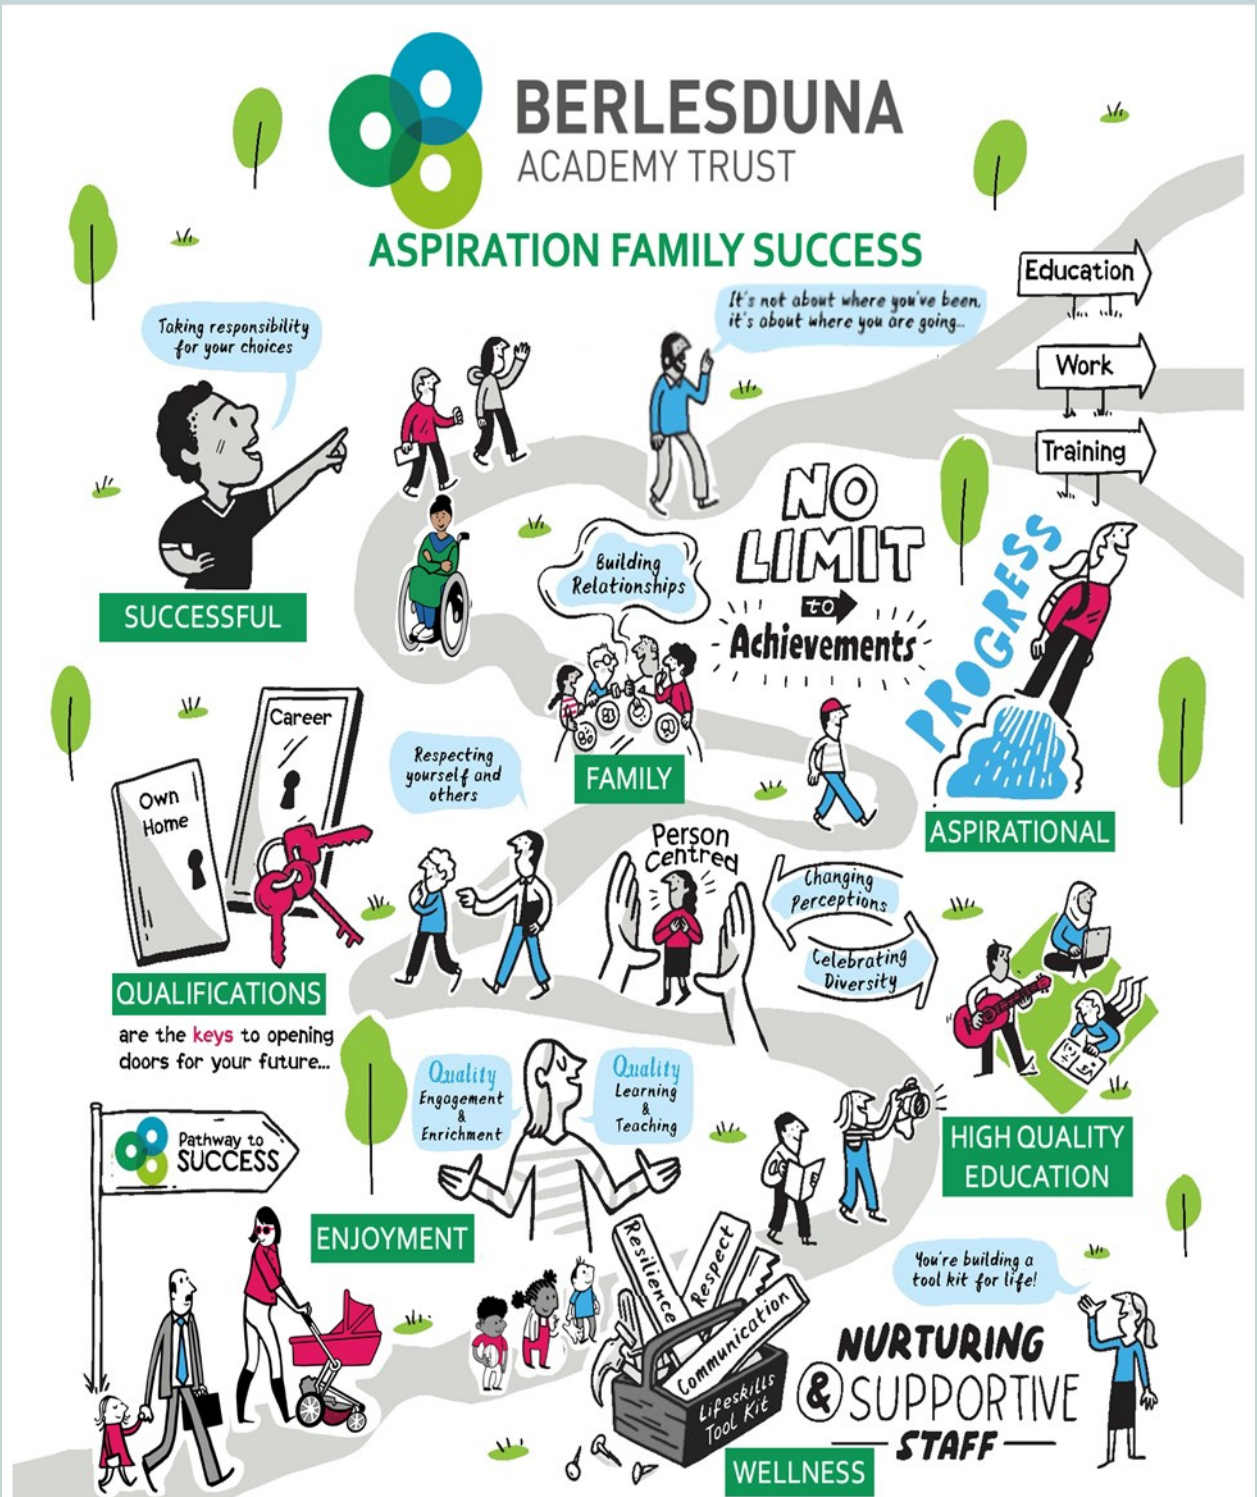 BERLESDUNA
ACADEMY TRUST
ASPIRATION FAMILY SUCCESS
Education
Work
Training
It's not about where you've been,
it's about where you are going...
Taking responsibility
for your choices
SUCCESSFUL
NO
LIMIT
to
Achievements
PROGRESS
Building
Relationships
FAMILY
ASPIRATIONAL
Career
Own
Home
Respecting
yourself and
others
Person
Centred
Changing
Perceptions
Celebrating
Diversity
QUALIFICATIONS
are the keys to opening
doors for your future...
Quality
Engagement
&
Enrichment
Quality
Learning
&
Teaching
HIGH QUALITY
EDUCATION
Pathway to
SUCCESS
ENJOYMENT
Resilience
Respect
Communication
Lifeskills
Tool Kit
You're building a
tool kit for life!
NURTURING
& SUPPORTIVE
STAFF
WELLNESS